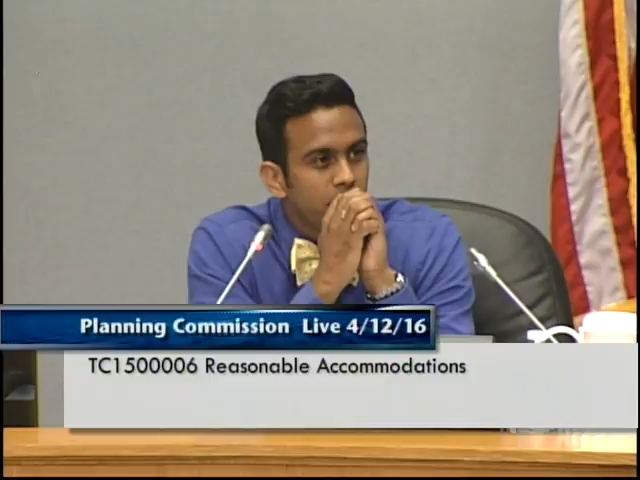 Planning Commission Live 4/12/16
TC1500006 Reasonable Accommodations